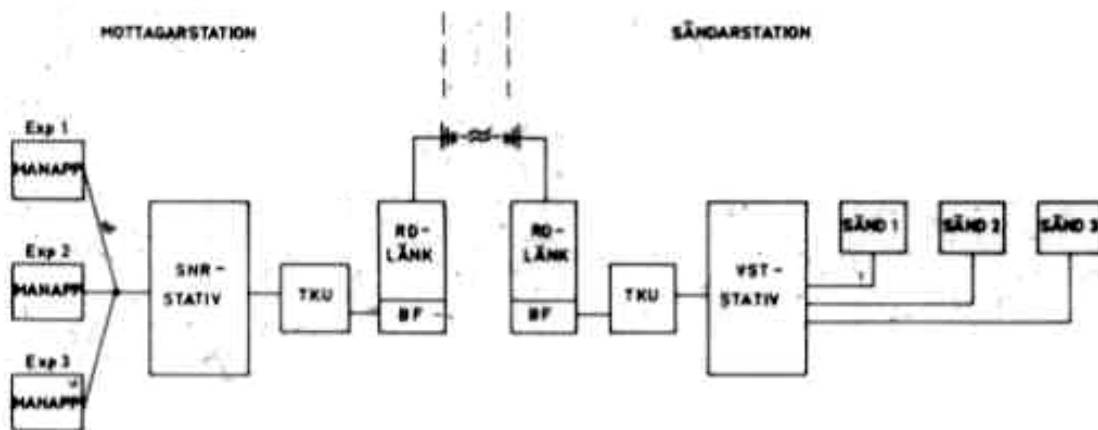 MOTTAGARSTATION
SÄNDARSTATION
Exp 1
MANAPP
Exp 2
MANAPP
Exp 3
MANAPP
SNR-
STATIV
TKU
RD-
LÄNK
BF
RD-
LÄNK
BF
TKU
VST-
STATIV
SÄND 1
SÄND 2
SÄND 3